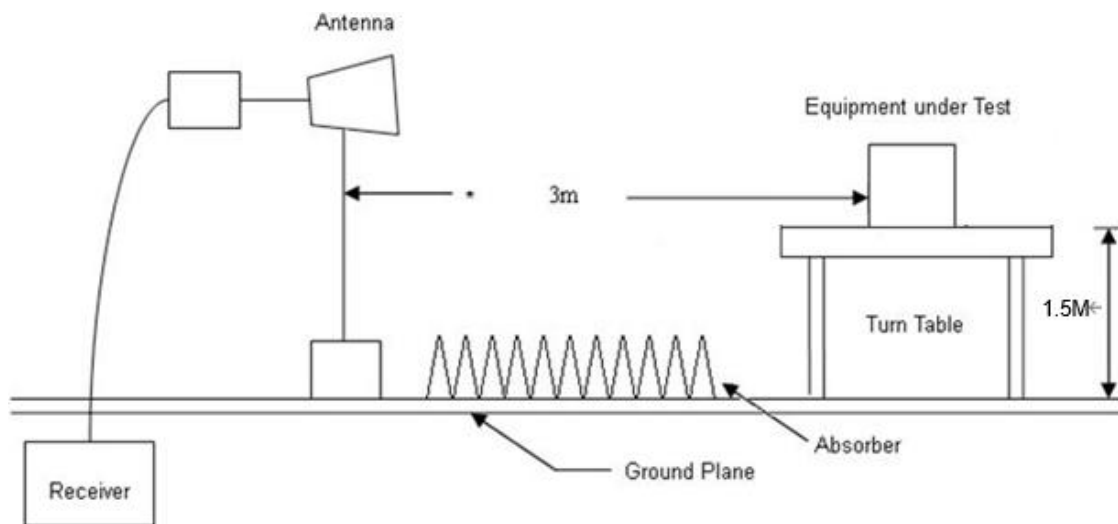 Antenna
Equipment under Test
* 3m
1.5M←
Turn Table
Absorber
Ground Plane
Receiver